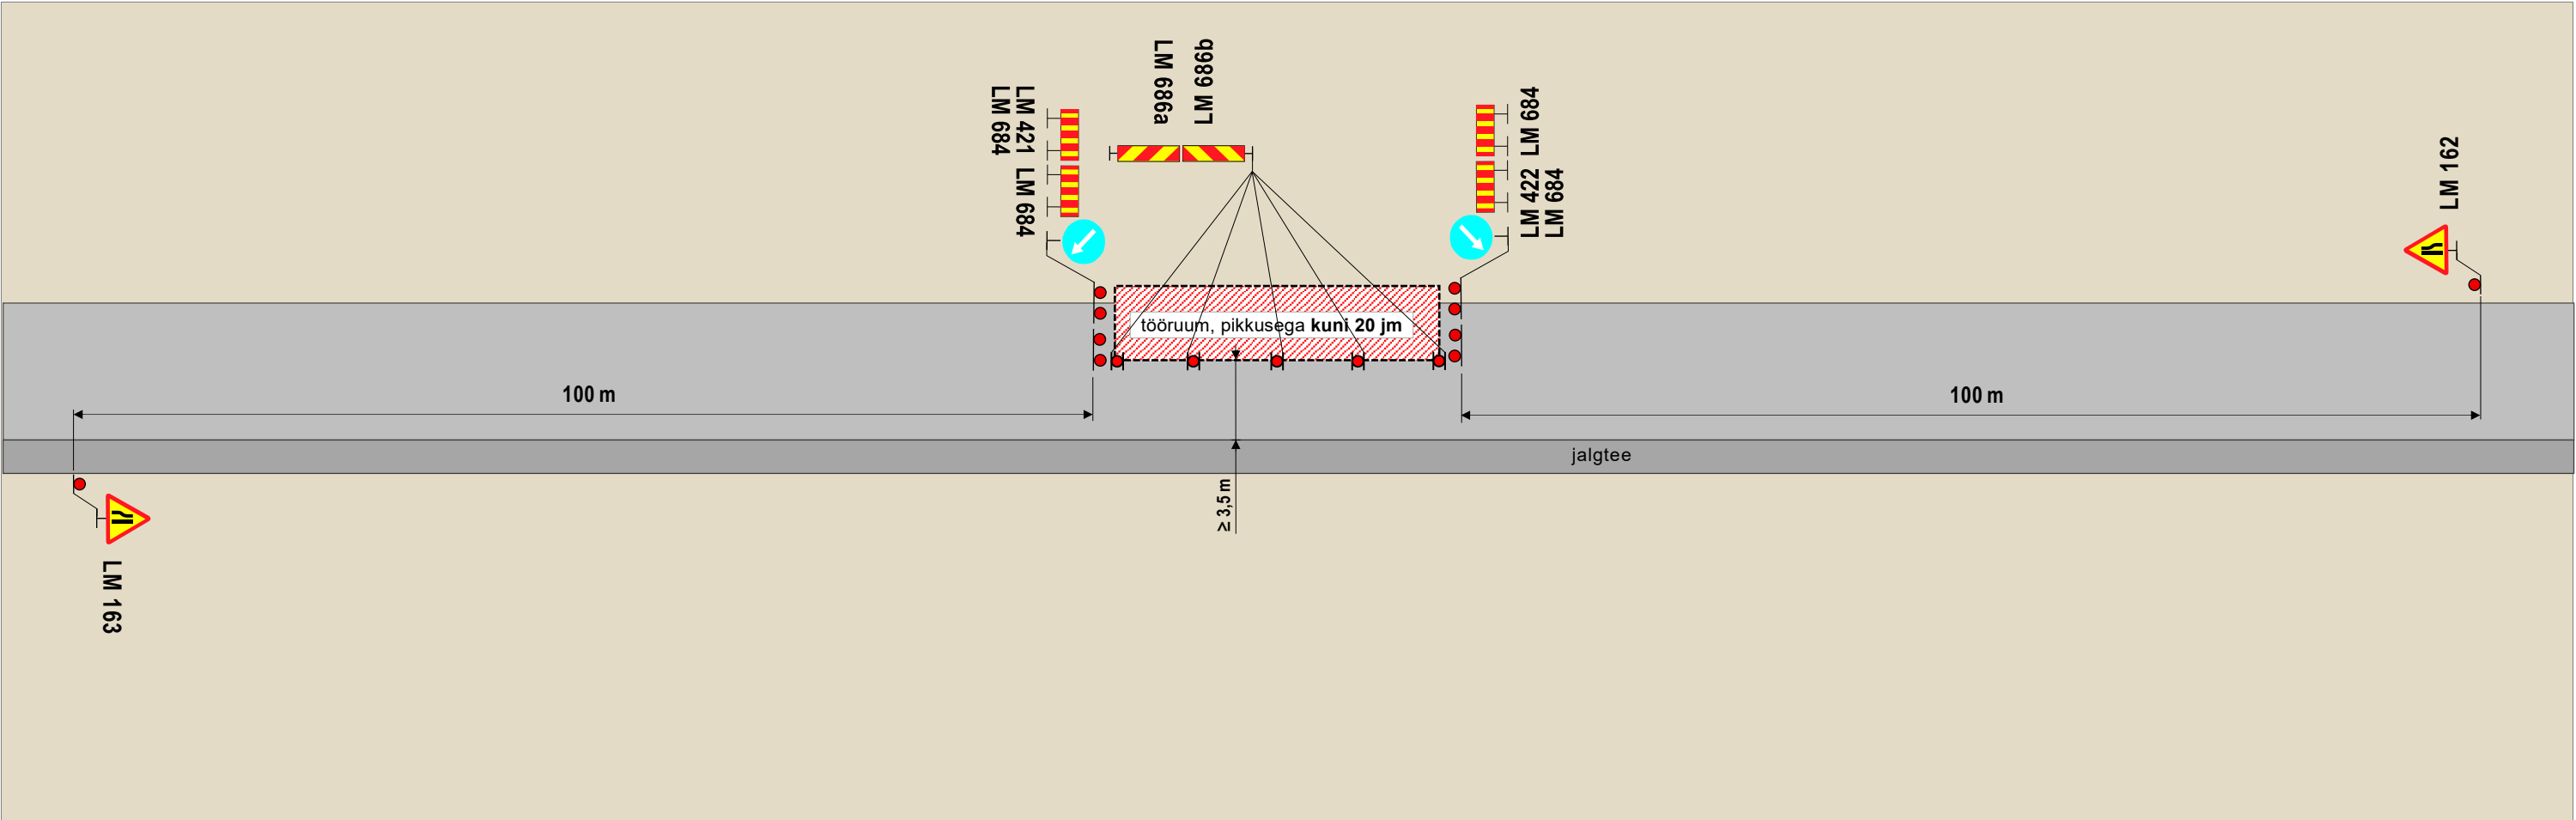 LM 686a
LM 686b
LM 421
LM 684
LM 684
LM 684
LM 422
LM 684
LM 162
tööruum, pikkusega kuni 20 jm
100 m
100 m
jalgtee
≥ 3,5 m
LM 163